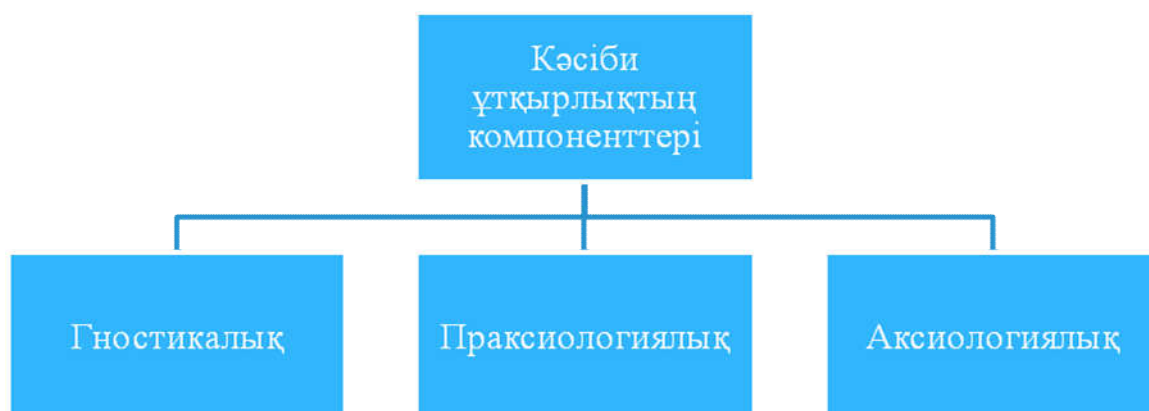 Кәсіби
ұтқырлықтың
компоненттері
Гностикалық
Праксиологиялық
Аксиологиялық